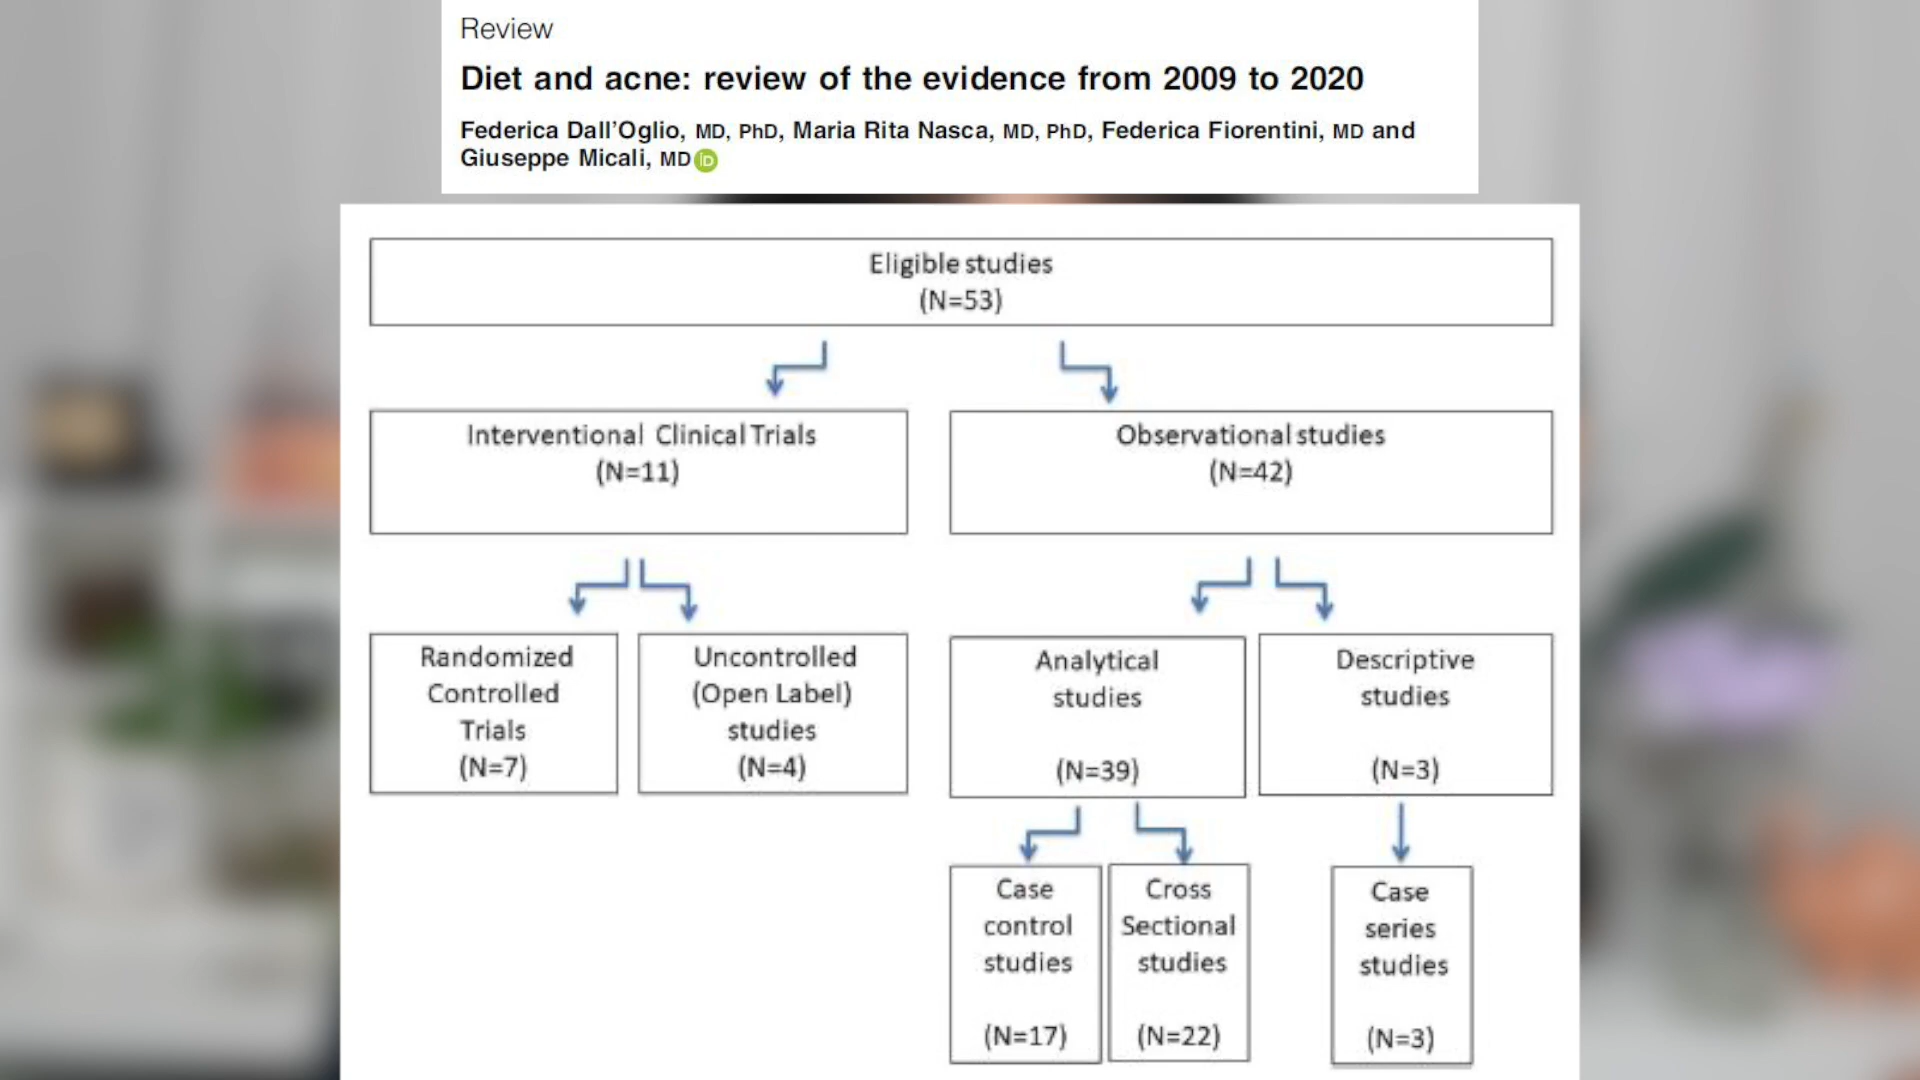 Review
Diet and acne: review of the evidence from 2009 to 2020
Federica Dall'Oglio, MD, PhD, Maria Rita Nasca, MD, PhD, Federica Fiorentini, MD and
Giuseppe Micali, MD iD
Eligible studies
(N=53)
Interventional Clinical Trials
(N=11)
Observational studies
(N=42)
Randomized
Controlled
Trials
(N=7)
Uncontrolled
(Open Label)
studies
(N=4)
Analytical
studies
(N=39)
Descriptive
studies
(N=3)
Case
control
studies
(N=17)
Cross
Sectional
studies
(N=22)
Case
series
studies
(N=3)